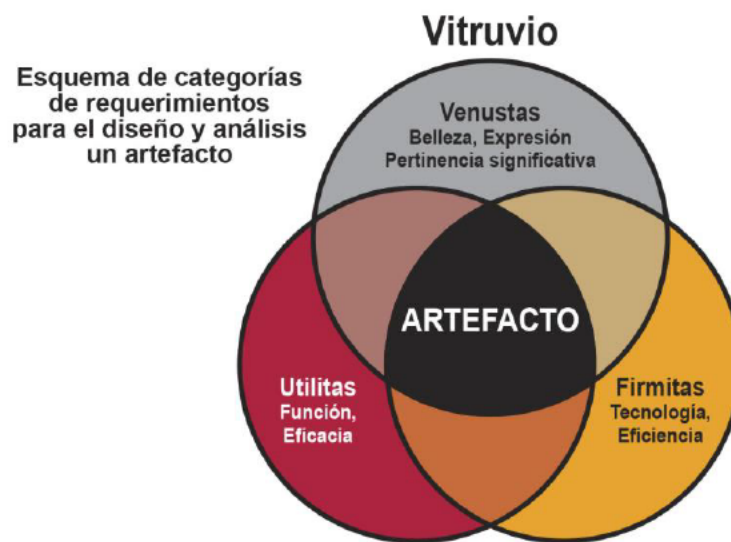 Vitruvio
Esquema de categorías
de requerimientos
para el diseño y análisis
un artefacto
Venustas
Belleza, Expresión
Pertinencia significativa
ARTEFACTO
Utilitas
Función,
Eficacia
Firmitas
Tecnología,
Eficiencia